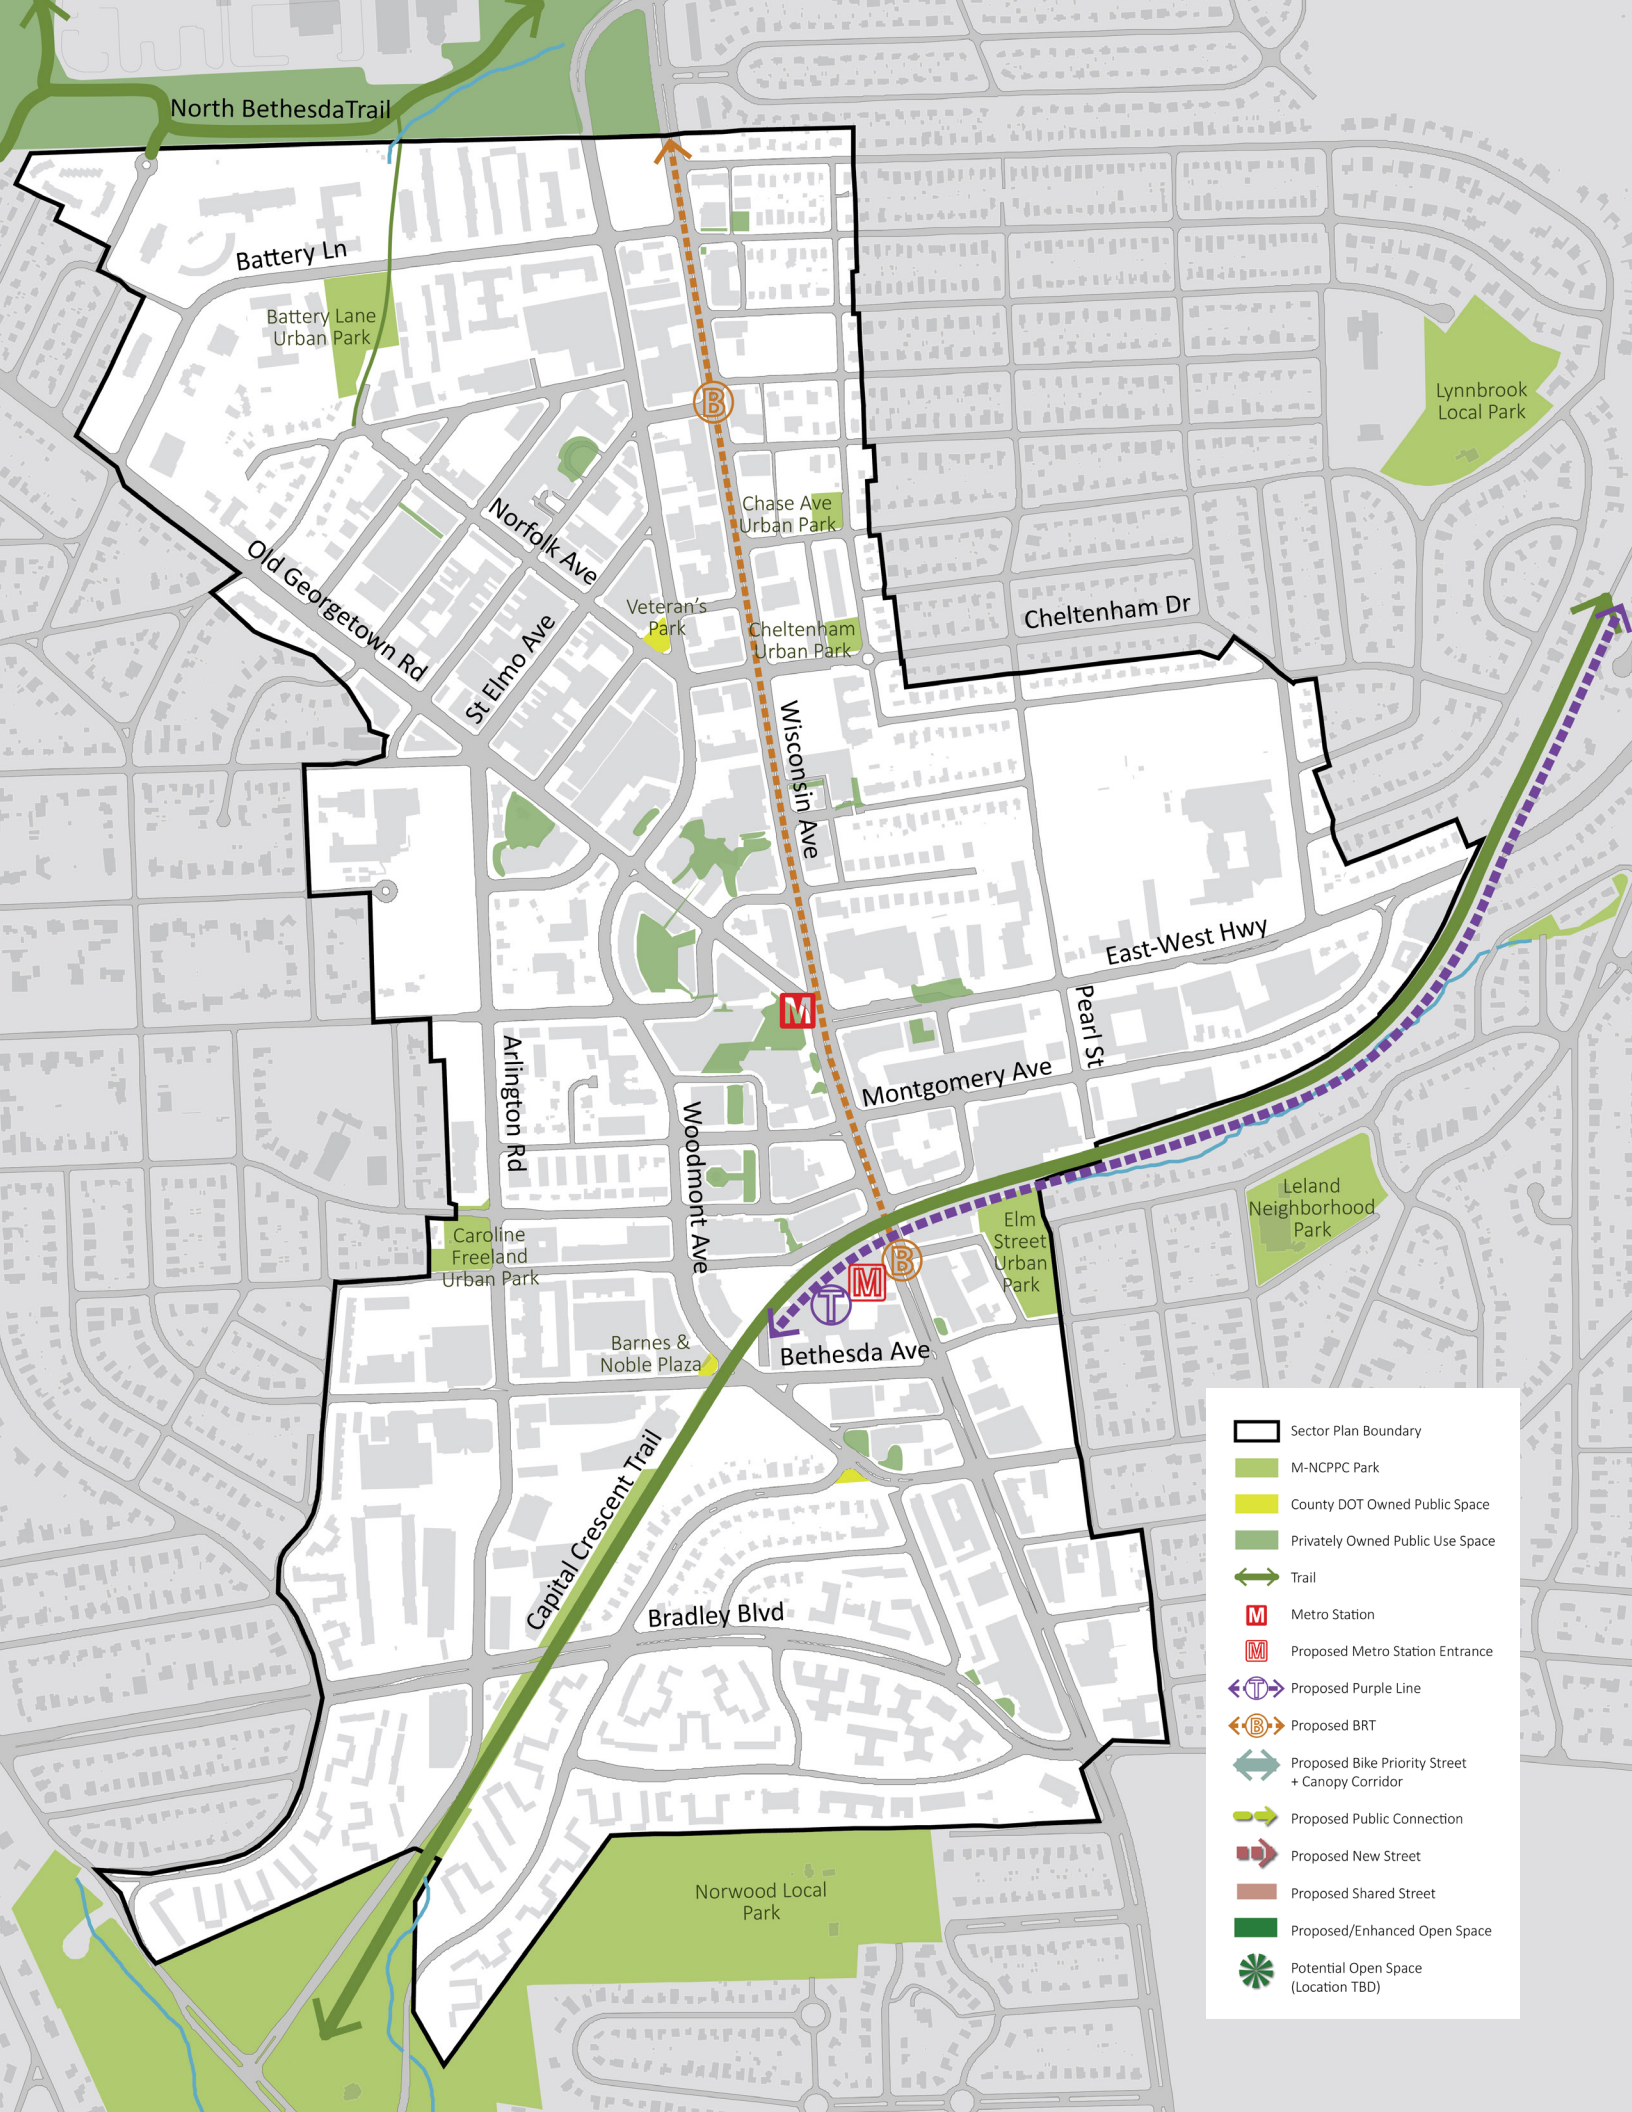 North BethesdaTrail
Battery Ln
Battery Lane
Urban Park
B
Lynnbrook
Local Park
Chase Ave
Urban Park
Norfolk Ave
Old Georgetown Rd
St Elmo Ave
Veteran's
Park
Cheltenham
Urban Park
Cheltenham Dr
Wisconsin Ave
East-West Hwy
Pearl St
M
Arlington Rd
Montgomery Ave
Woodmont Ave
Leland
Neighborhood
Park
Elm
Street
Urban
Park
Caroline
Freeland
Urban Park
B
M
T
Barnes &
Noble Plaza
Bethesda Ave
Capital Crescent Trail
Bradley Blvd
Norwood Local
Park
Sector Plan Boundary
M-NCPPC Park
County DOT Owned Public Space
Privately Owned Public Use Space
Trail
M Metro Station
M Proposed Metro Station Entrance
T Proposed Purple Line
B Proposed BRT
Proposed Bike Priority Street
+ Canopy Corridor
Proposed Public Connection
Proposed New Street
Proposed Shared Street
Proposed/Enhanced Open Space
Potential Open Space
(Location TBD)